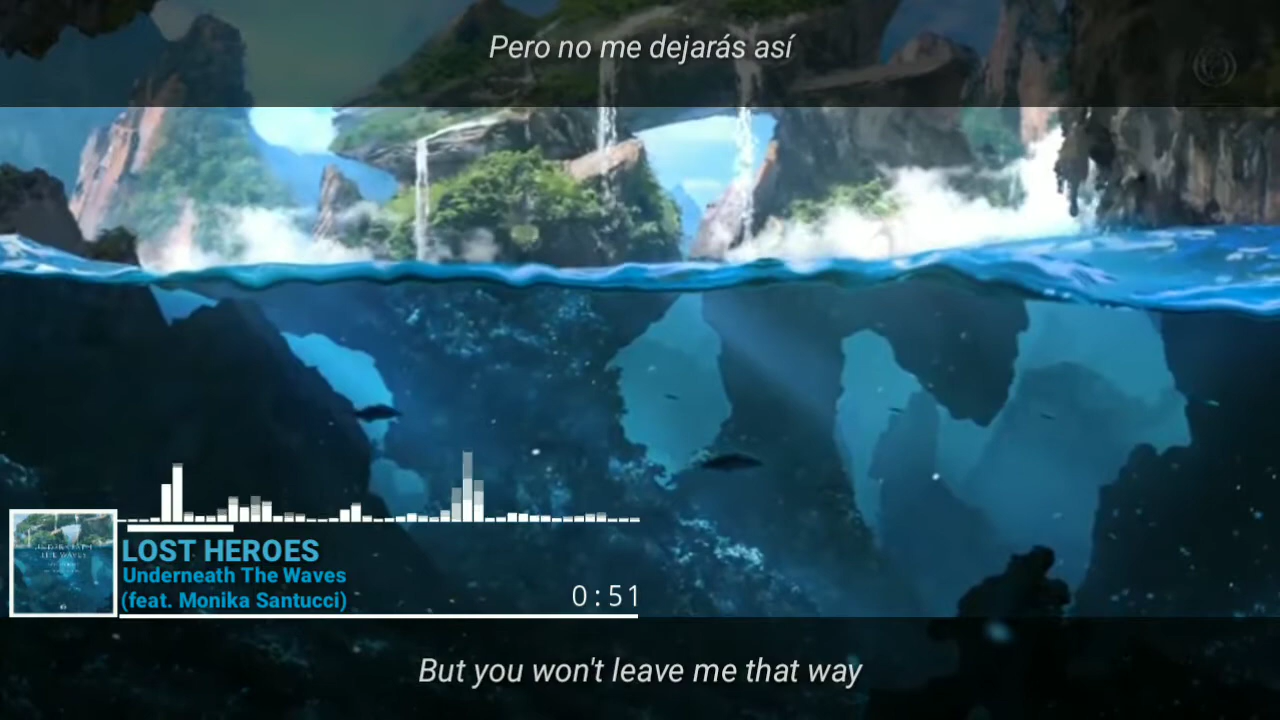 Pero no me dejarás así
LOST HEROES
Underneath The Waves
(feat. Monika Santucci)
0:51
But you won't leave me that way